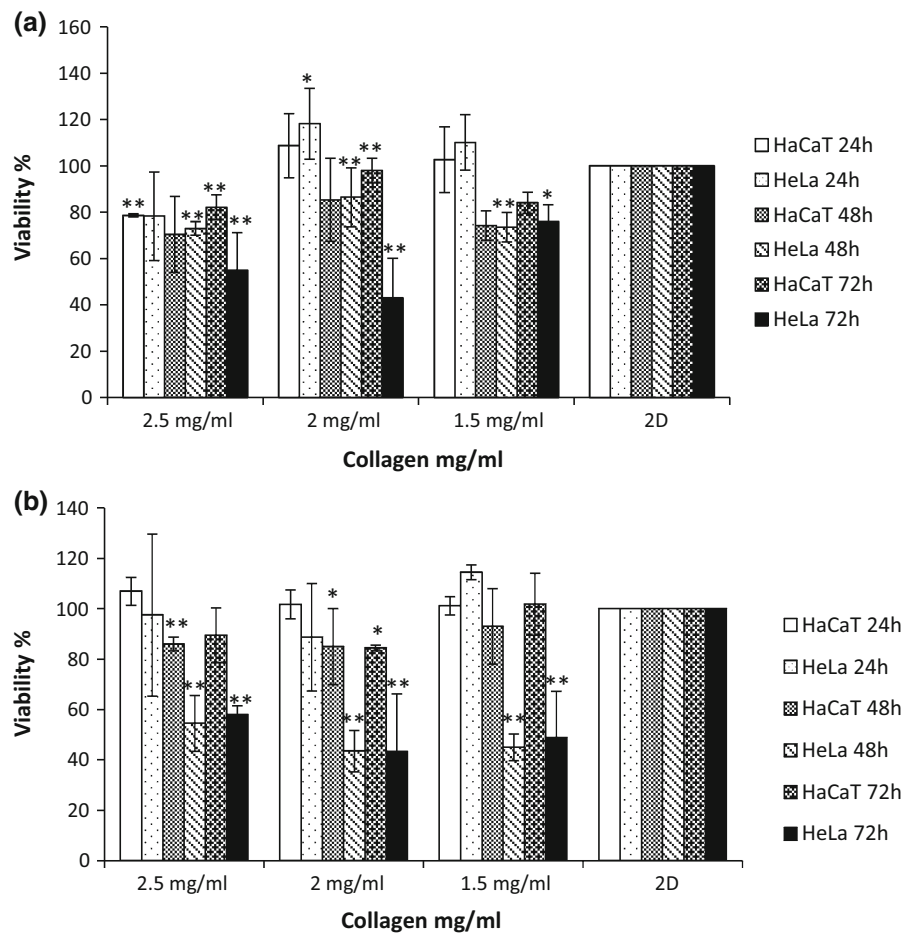 (a)
160
140
120
100
80
60
40
20
0
Viability %
** ** ** **
* ** ** **
** *
2.5 mg/ml 2 mg/ml 1.5 mg/ml 2D
Collagen mg/ml
HaCaT 24h
HeLa 24h
HaCaT 48h
HeLa 48h
HaCaT 72h
HeLa 72h
(b)
140
120
100
80
60
40
20
0
Viability %
** ** **
* ** * **
** **
2.5 mg/ml 2 mg/ml 1.5 mg/ml 2D
Collagen mg/ml
HaCaT 24h
HeLa 24h
HaCaT 48h
HeLa 48h
HaCaT 72h
HeLa 72h